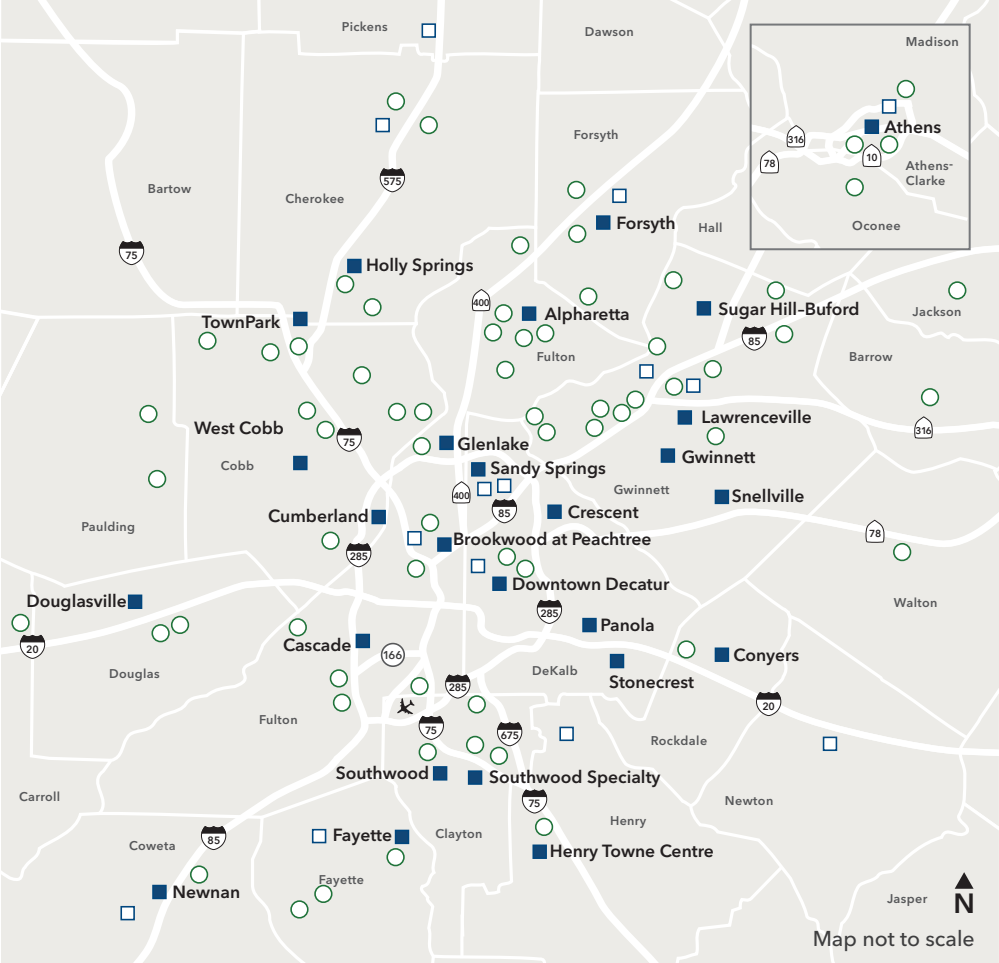 Pickens
Dawson
Madison
Athens
316
78
10
Athens-
Clarke
Oconee
Forsyth
575
Bartow
Cherokee
Forsyth
Hall
75
Holly Springs
400
Alpharetta
Sugar Hill–Buford
Jackson
TownPark
85
Fulton
Barrow
West Cobb
75
Lawrenceville
316
Glenlake
Gwinnett
Cobb
Sandy Springs
400
Gwinnett
Snellville
85
Crescent
Cumberland
Paulding
Brookwood at Peachtree
78
285
Downtown Decatur
Douglasville
285
Walton
Panola
20
Cascade
166
Conyers
DeKalb
Stonecrest
Douglas
285
20
Fulton
75
675
Rockdale
Southwood
Southwood Specialty
Carroll
75
Newton
Henry
Fayette
Clayton
85
Coweta
Henry Towne Centre
Fayette
Newnan
Jasper
N
Map not to scale